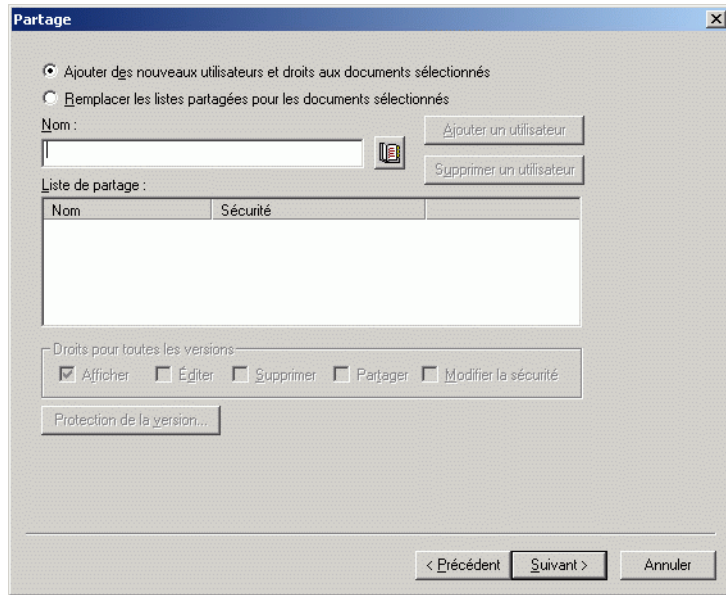 Partage
Ajouter des nouveaux utilisateurs et droits aux documents sélectionnés
Remplacer les listes partagées pour les documents sélectionnés
Nom :
Ajouter un utilisateur
Supprimer un utilisateur
Liste de partage :
Nom Sécurité
Droits pour toutes les versions
Afficher Éditer Supprimer Partager Modifier la sécurité
Protection de la version...
< Précédent Suivant > Annuler